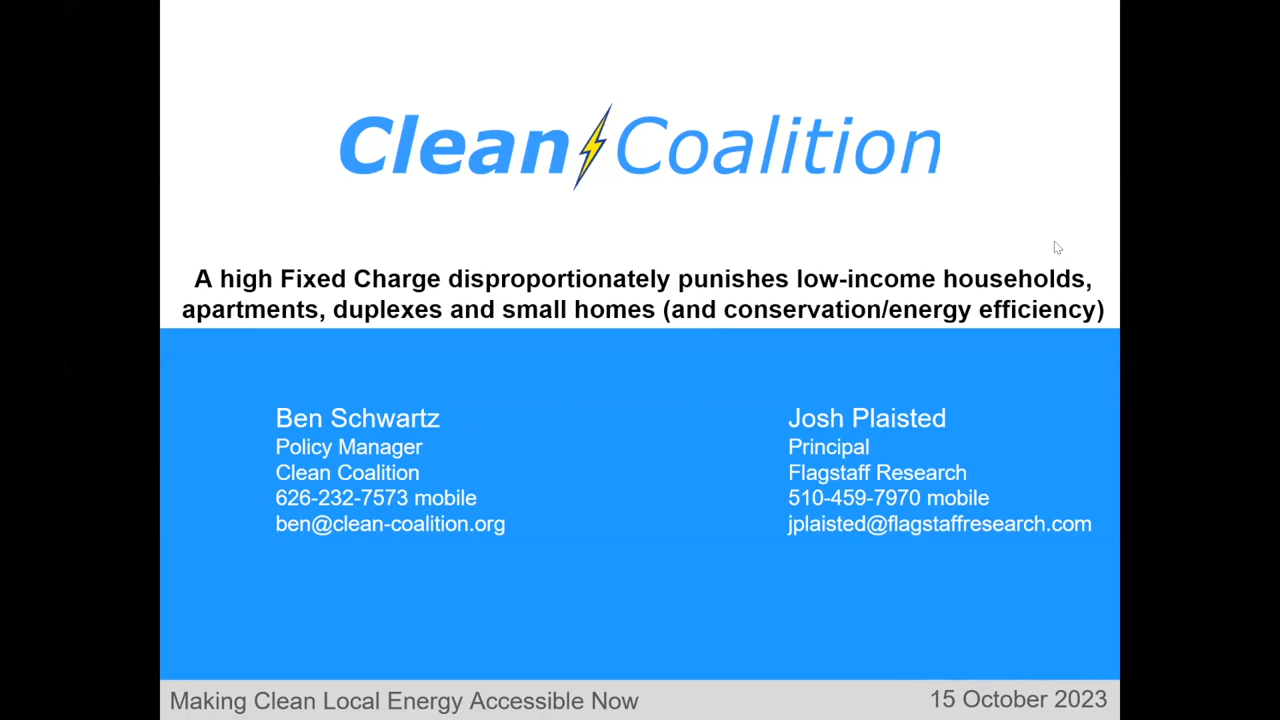 Clean Coalition
A high Fixed Charge disproportionately punishes low-income households,
apartments, duplexes and small homes (and conservation/energy efficiency)
Ben Schwartz
Policy Manager
Clean Coalition
626-232-7573 mobile
ben@clean-coalition.org
Josh Plaisted
Principal
Flagstaff Research
510-459-7970 mobile
jplaisted@flagstaffresearch.com
Making Clean Local Energy Accessible Now
15 October 2023